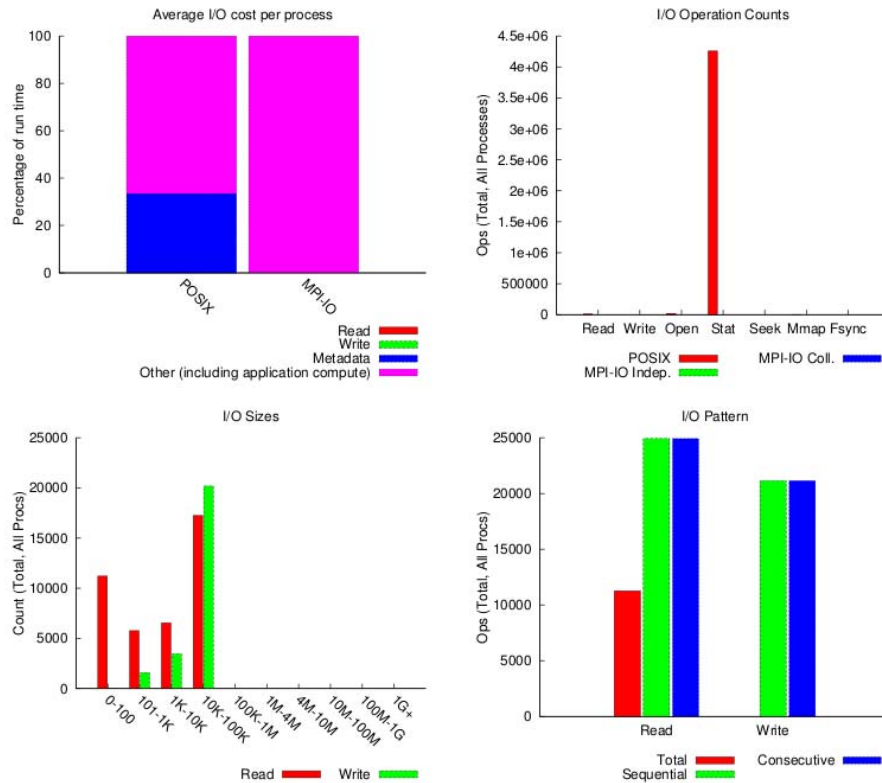 Average I/O cost per process
100
80
60
40
20
0
Percentage of run time
POSIX
MPI-IO
Read
Write
Metadata
Other (including application compute)
I/O Operation Counts
4.5e+06
4e+06
3.5e+06
3e+06
2.5e+06
2e+06
1.5e+06
1e+06
500000
0
Ops (Total, All Processes)
Read Write Open Stat Seek Mmap Fsync
POSIX MPI-IO Coll.
MPI-IO Indep.
I/O Sizes
25000
20000
15000
10000
5000
0
Count (Total, All Procs)
0-100
101-1K
1K-10K
10K-100K
100K-1M
1M-4M
4M-10M
10M-100M
100M-1G
1G+
Read Write
I/O Pattern
25000
20000
15000
10000
5000
0
Ops (Total, All Procs)
Read Write
Total Consecutive
Sequential